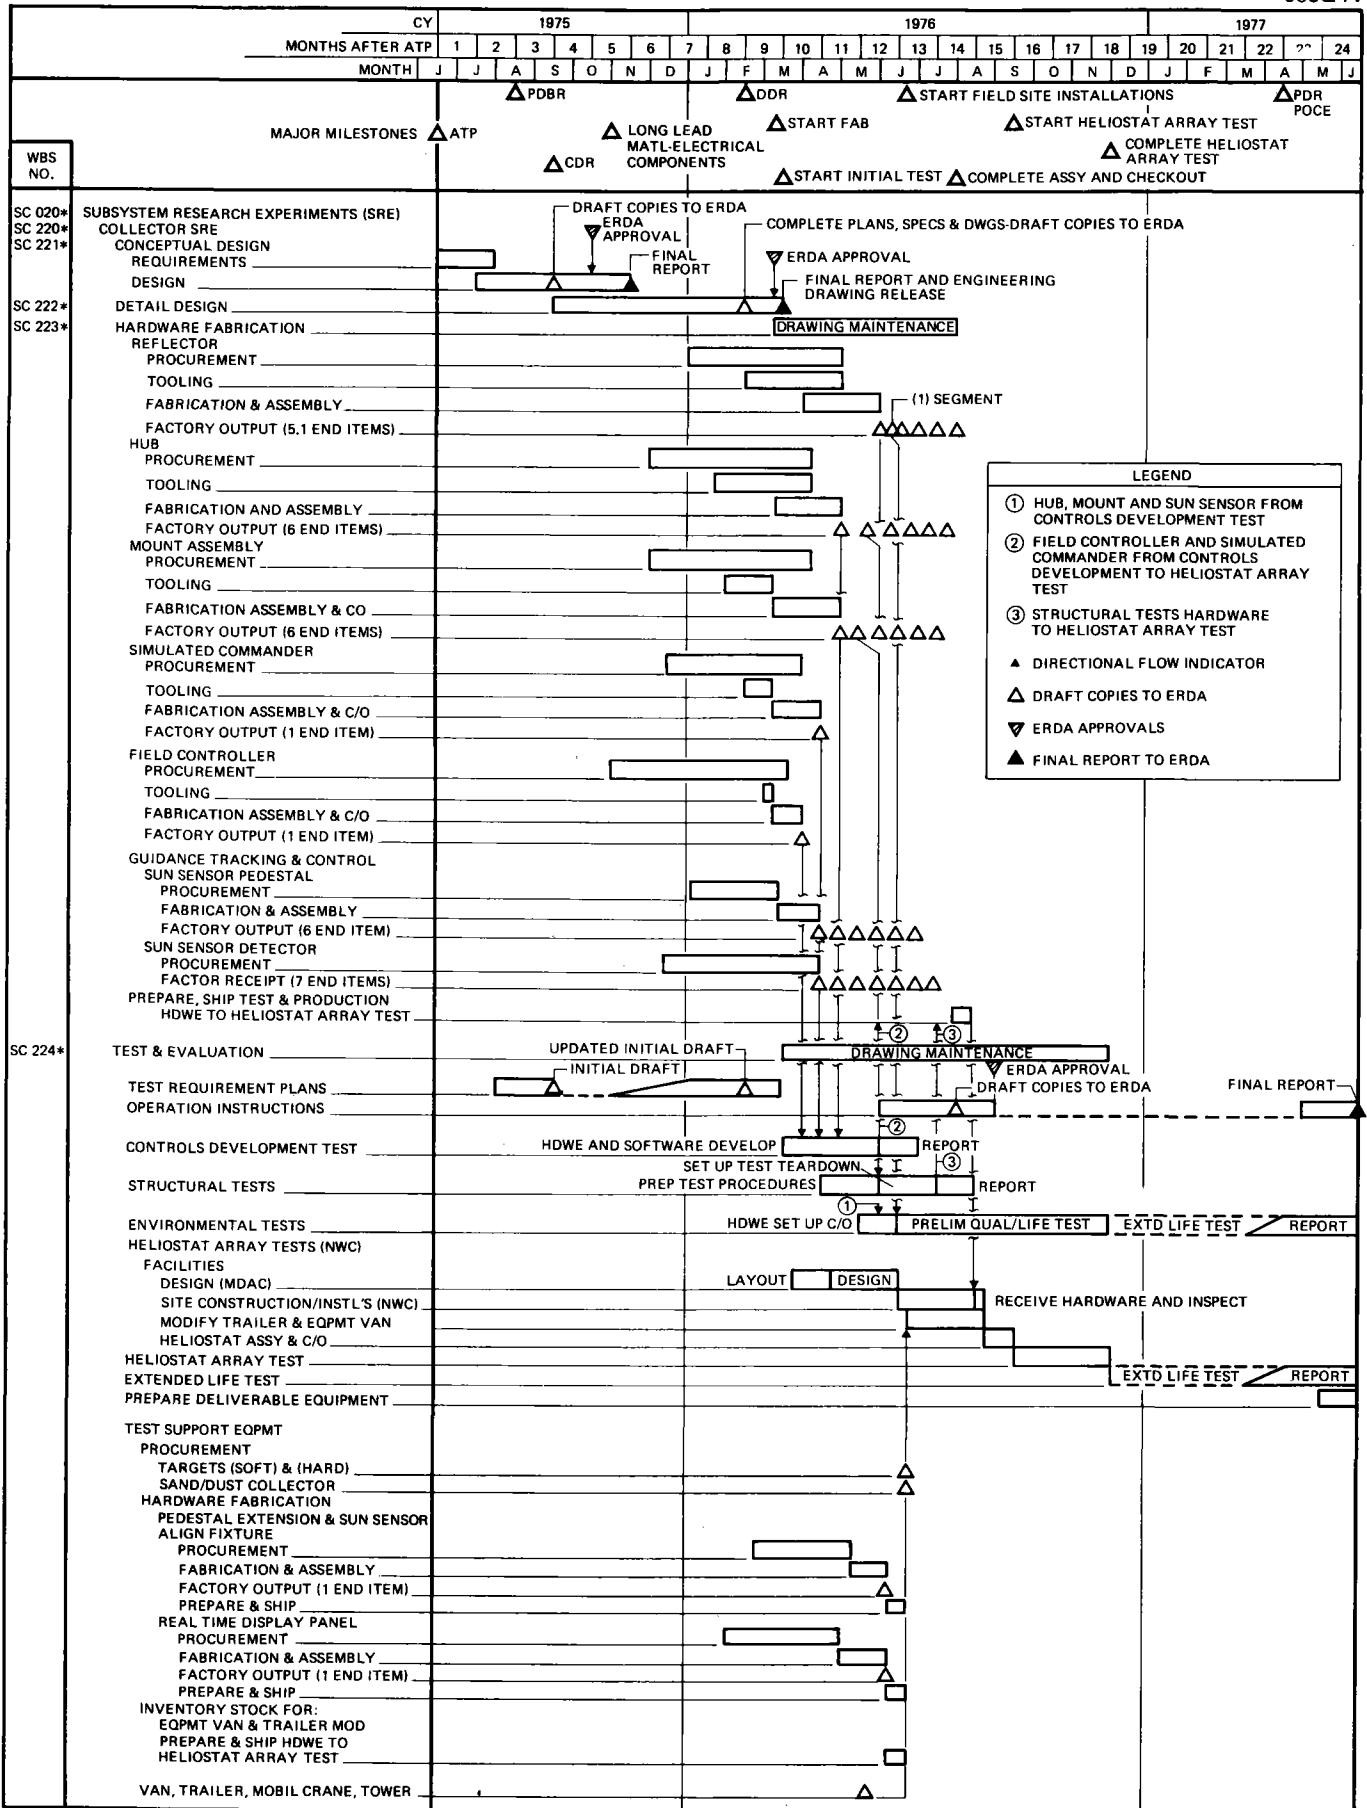 CY 1975 1976 1977
MONTHS AFTER ATP 1 2 3 4 5 6 7 8 9 10 11 12 13 14 15 16 17 18 19 20 21 22 24
MONTH J J A S O N D J F M A M J J A S O N D J F M A M J
PDBR
DDR
START FIELD SITE INSTALLATIONS
PDR
POCE
MAJOR MILESTONES ATP
LONG LEAD
MATL-ELECTRICAL
COMPONENTS
START FAB
START HELIOSTAT ARRAY TEST
CDR
COMPLETE HELIOSTAT
ARRAY TEST
START INITIAL TEST
COMPLETE ASSY AND CHECKOUT
WBS
NO.
SC 020* SUBSYSTEM RESEARCH EXPERIMENTS (SRE)
DRAFT COPIES TO ERDA
SC 220* COLLECTOR SRE
ERDA
APPROVAL
COMPLETE PLANS, SPECS & DWGS-DRAFT COPIES TO ERDA
SC 221* CONCEPTUAL DESIGN
REQUIREMENTS
FINAL
REPORT
ERDA APPROVAL
DESIGN
FINAL REPORT AND ENGINEERING
DRAWING RELEASE
SC 222* DETAIL DESIGN
SC 223* HARDWARE FABRICATION
DRAWING MAINTENANCE
REFLECTOR
PROCUREMENT
TOOLING
FABRICATION & ASSEMBLY
(1) SEGMENT
FACTORY OUTPUT (5.1 END ITEMS)
HUB
PROCUREMENT
TOOLING
FABRICATION AND ASSEMBLY
FACTORY OUTPUT (6 END ITEMS)
MOUNT ASSEMBLY
PROCUREMENT
TOOLING
FABRICATION ASSEMBLY & CO
FACTORY OUTPUT (6 END ITEMS)
SIMULATED COMMANDER
PROCUREMENT
TOOLING
FABRICATION ASSEMBLY & C/O
FACTORY OUTPUT (1 END ITEM)
FIELD CONTROLLER
PROCUREMENT
TOOLING
FABRICATION ASSEMBLY & C/O
FACTORY OUTPUT (1 END ITEM)
LEGEND
① HUB, MOUNT AND SUN SENSOR FROM
CONTROLS DEVELOPMENT TEST
② FIELD CONTROLLER AND SIMULATED
COMMANDER FROM CONTROLS
DEVELOPMENT TO HELIOSTAT ARRAY
TEST
③ STRUCTURAL TESTS HARDWARE
TO HELIOSTAT ARRAY TEST
DIRECTIONAL FLOW INDICATOR
DRAFT COPIES TO ERDA
ERDA APPROVALS
FINAL REPORT TO ERDA
GUIDANCE TRACKING & CONTROL
SUN SENSOR PEDESTAL
PROCUREMENT
FABRICATION & ASSEMBLY
FACTORY OUTPUT (6 END ITEM)
SUN SENSOR DETECTOR
PROCUREMENT
FACTOR RECEIPT (7 END ITEMS)
PREPARE, SHIP TEST & PRODUCTION
HDWE TO HELIOSTAT ARRAY TEST
② ③
SC 224* TEST & EVALUATION
UPDATED INITIAL DRAFT
DRAWING MAINTENANCE
INITIAL DRAFT
ERDA APPROVAL
TEST REQUIREMENT PLANS
DRAFT COPIES TO ERDA
FINAL REPORT
OPERATION INSTRUCTIONS
②
CONTROLS DEVELOPMENT TEST
HDWE AND SOFTWARE DEVELOP
REPORT
SET UP TEST TEARDOWN
③
STRUCTURAL TESTS
PREP TEST PROCEDURES
REPORT
①
ENVIRONMENTAL TESTS
HDWE SET UP C/O
PRELIM QUAL/LIFE TEST
EXTD LIFE TEST
REPORT
HELIOSTAT ARRAY TESTS (NWC)
FACILITIES
DESIGN (MDAC)
LAYOUT
DESIGN
SITE CONSTRUCTION/INSTL'S (NWC)
RECEIVE HARDWARE AND INSPECT
MODIFY TRAILER & EQPMT VAN
HELIOSTAT ASSY & C/O
HELIOSTAT ARRAY TEST
EXTENDED LIFE TEST
EXTD LIFE TEST
REPORT
PREPARE DELIVERABLE EQUIPMENT
TEST SUPPORT EQPMT
PROCUREMENT
TARGETS (SOFT) & (HARD)
SAND/DUST COLLECTOR
HARDWARE FABRICATION
PEDESTAL EXTENSION & SUN SENSOR
ALIGN FIXTURE
PROCUREMENT
FABRICATION & ASSEMBLY
FACTORY OUTPUT (1 END ITEM)
PREPARE & SHIP
REAL TIME DISPLAY PANEL
PROCUREMENT
FABRICATION & ASSEMBLY
FACTORY OUTPUT (1 END ITEM)
PREPARE & SHIP
INVENTORY STOCK FOR:
EQPMT VAN & TRAILER MOD
PREPARE & SHIP HDWE TO
HELIOSTAT ARRAY TEST
VAN, TRAILER, MOBIL CRANE, TOWER